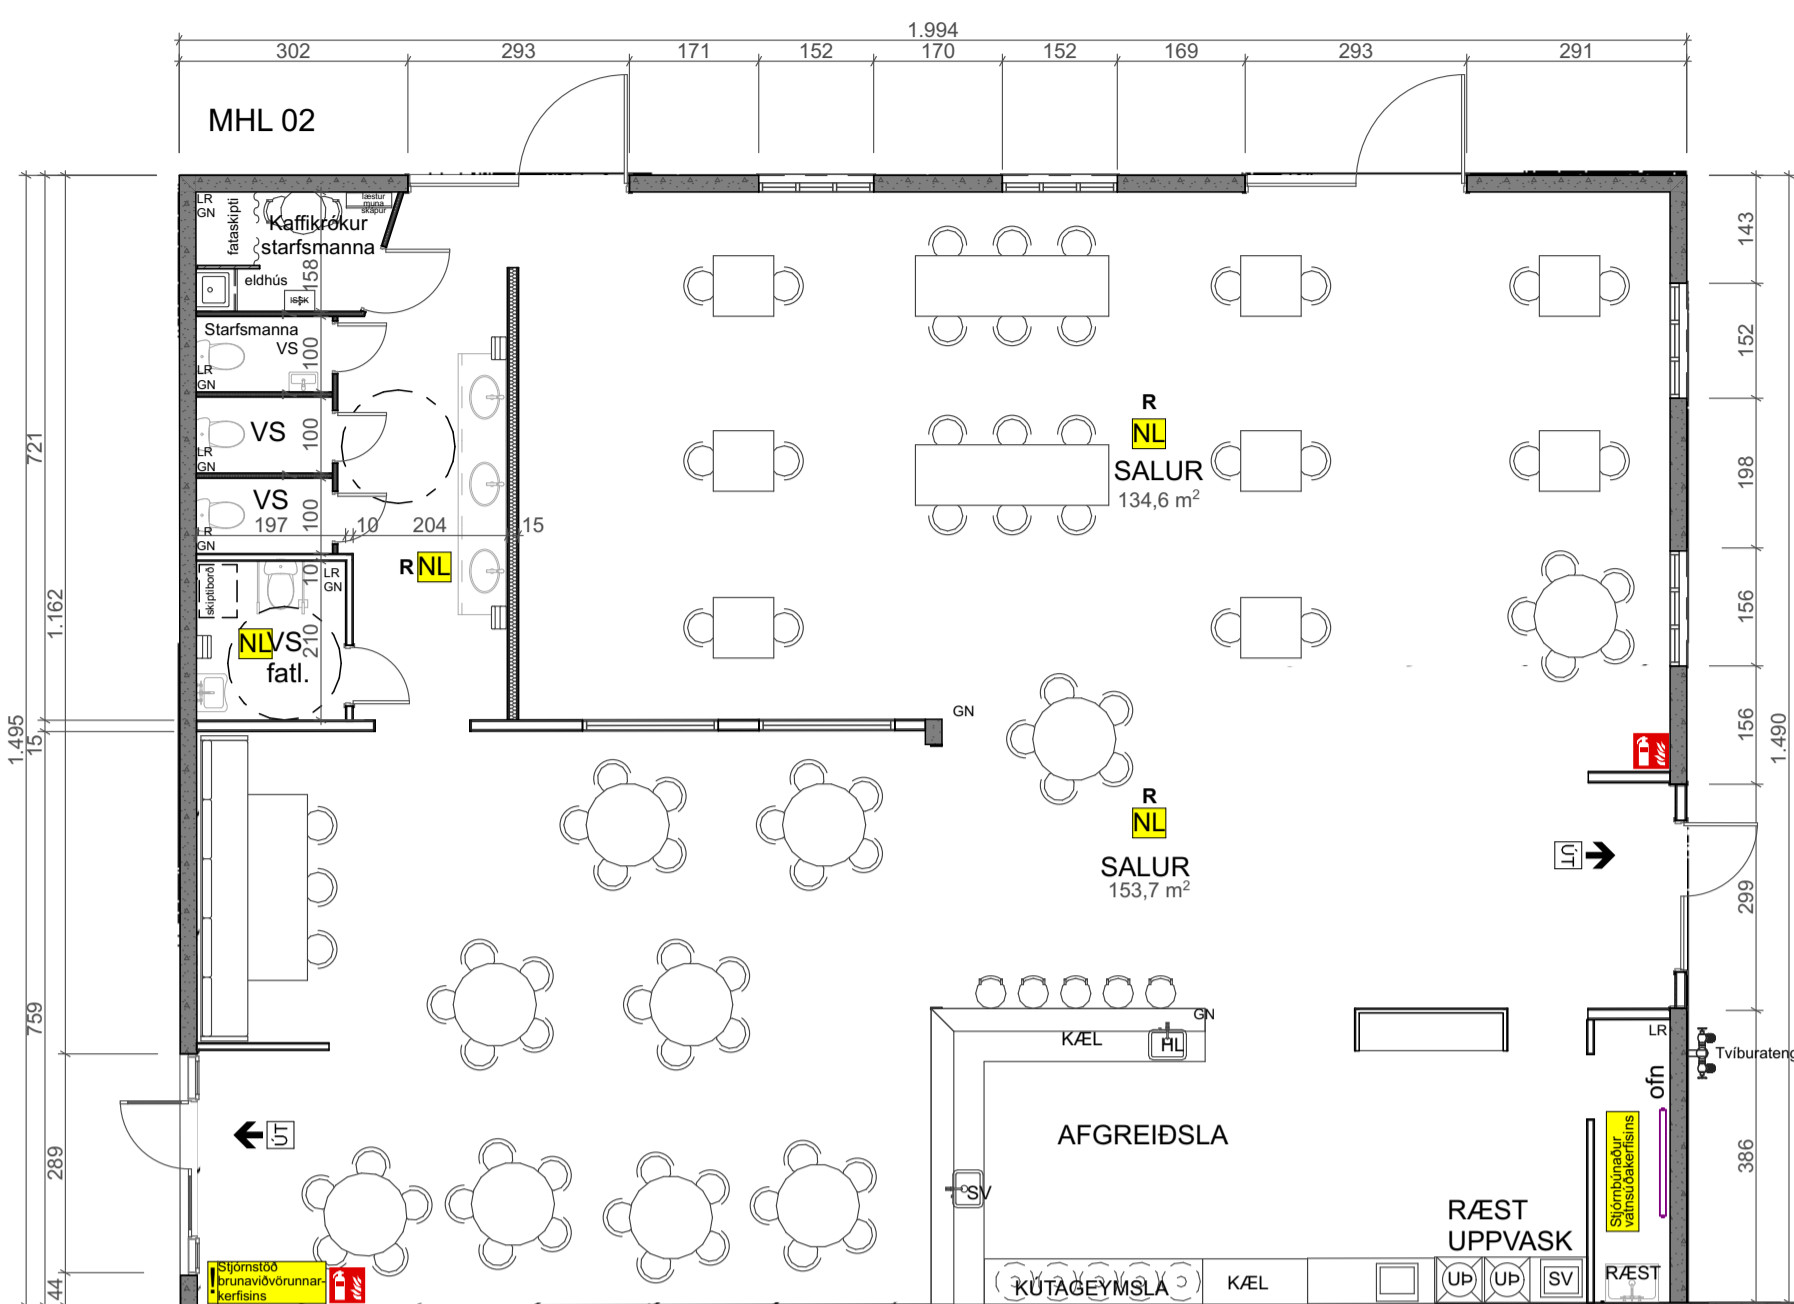 1.994
302
293
171
152
170
152
169
293
291
MHL 02
LR
GN
fataskipti
læstur
muna
skápur
Kaffikrókur
starfsmanna
158
eldhús
ÍSSK
Starfsmanna
VS
100
LR
GN
VS
100
LR
GN
VS
100
197
10
204
15
LR
GN
R
NL
10
LR
GN
skiptiborð
NL
VS
fatl.
210
R
NL
SALUR
134,6 m²
GN
R
NL
SALUR
153,7 m²
ÚT
ÚT
721
1.162
1.495
15
759
289
44
143
152
198
156
156
1.490
299
386
GN
KÆL
HL
LR
Tvíburateng
ofn
AFGREIÐSLA
SV
Stjórnbúnaður
vatnsúðakerfisins
RÆST
UPPVASK
!
Stjórnstöð
brunaviðvörunnar-
kerfisins
KÚTAGEYMSLA
KÆL
UÞ
UÞ
SV
RÆST